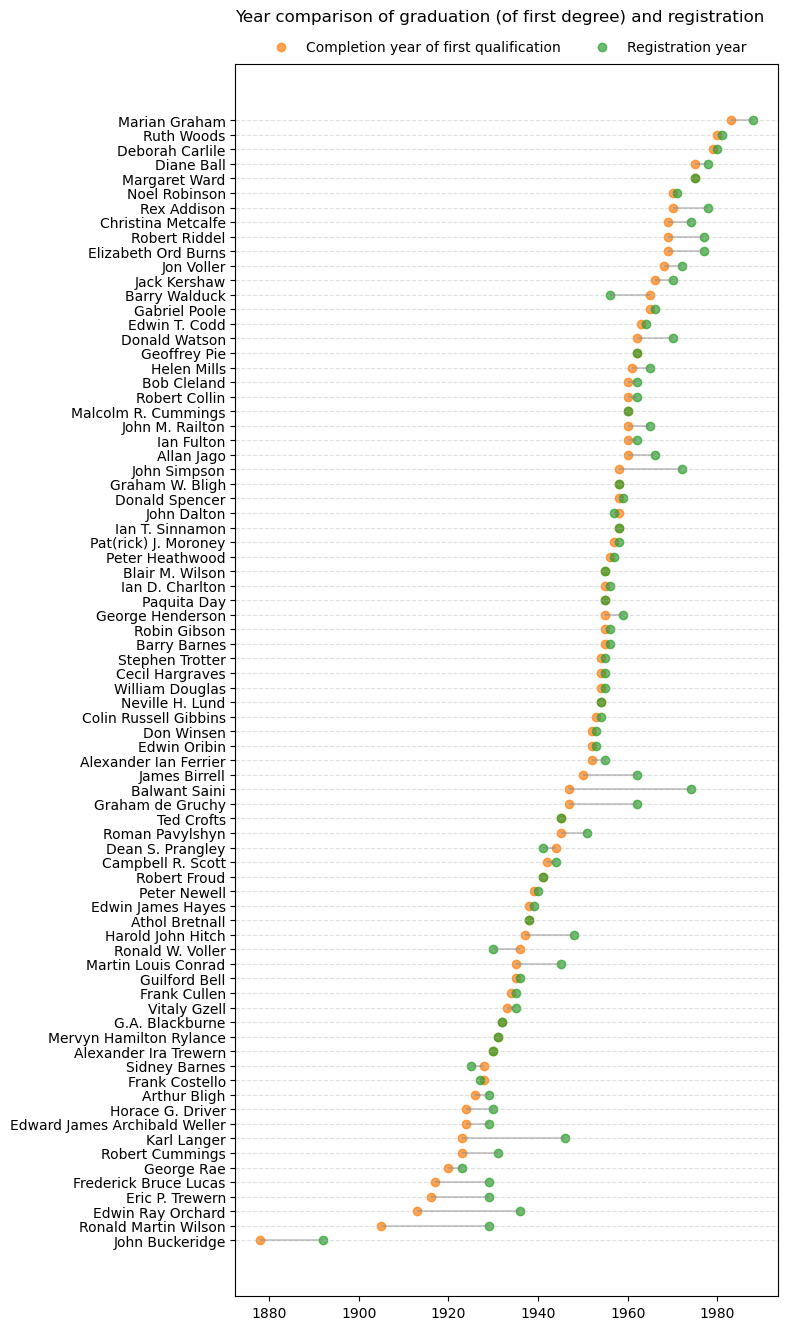 Year comparison of graduation (of first degree) and registration
Completion year of first qualification
Registration year
Marian Graham
Ruth Woods
Deborah Carlile
Diane Ball
Margaret Ward
Noel Robinson
Rex Addison
Christina Metcalfe
Robert Riddel
Elizabeth Ord Burns
Jon Voller
Jack Kershaw
Barry Walduck
Gabriel Poole
Edwin T. Codd
Donald Watson
Geoffrey Pie
Helen Mills
Bob Cleland
Robert Collin
Malcolm R. Cummings
John M. Railton
Ian Fulton
Allan Jago
John Simpson
Graham W. Bligh
Donald Spencer
John Dalton
Ian T. Sinnamon
Pat(rick) J. Moroney
Peter Heathwood
Blair M. Wilson
Ian D. Charlton
Paquita Day
George Henderson
Robin Gibson
Barry Barnes
Stephen Trotter
Cecil Hargraves
William Douglas
Neville H. Lund
Colin Russell Gibbins
Don Winsen
Edwin Oribin
Alexander Ian Ferrier
James Birrell
Balwant Saini
Graham de Gruchy
Ted Crofts
Roman Pavylshyn
Dean S. Prangley
Campbell R. Scott
Robert Froud
Peter Newell
Edwin James Hayes
Athol Bretnall
Harold John Hitch
Ronald W. Voller
Martin Louis Conrad
Guilford Bell
Frank Cullen
Vitaly Gzell
G.A. Blackburne
Mervyn Hamilton Rylance
Alexander Ira Trewern
Sidney Barnes
Frank Costello
Arthur Bligh
Horace G. Driver
Edward James Archibald Weller
Karl Langer
Robert Cummings
George Rae
Frederick Bruce Lucas
Eric P. Trewern
Edwin Ray Orchard
Ronald Martin Wilson
John Buckeridge
1880 1900 1920 1940 1960 1980